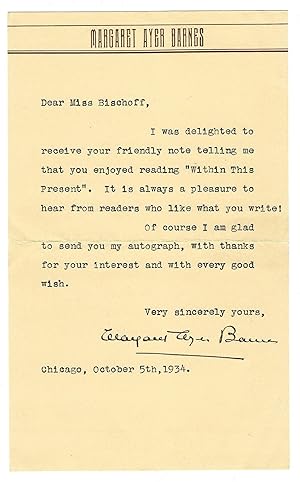 MARGARET AYER BARNES
Dear Miss Bischoff,
I was delighted to
receive your friendly note telling me
that you enjoyed reading "Within This
Present". It is always a pleasure to
hear from readers who like what you write!
Of course I am glad
to send you my autograph, with thanks
for your interest and with every good
wish.
Very sincerely yours,
Margaret Ayer Barnes
Chicago, October 5th,1934.